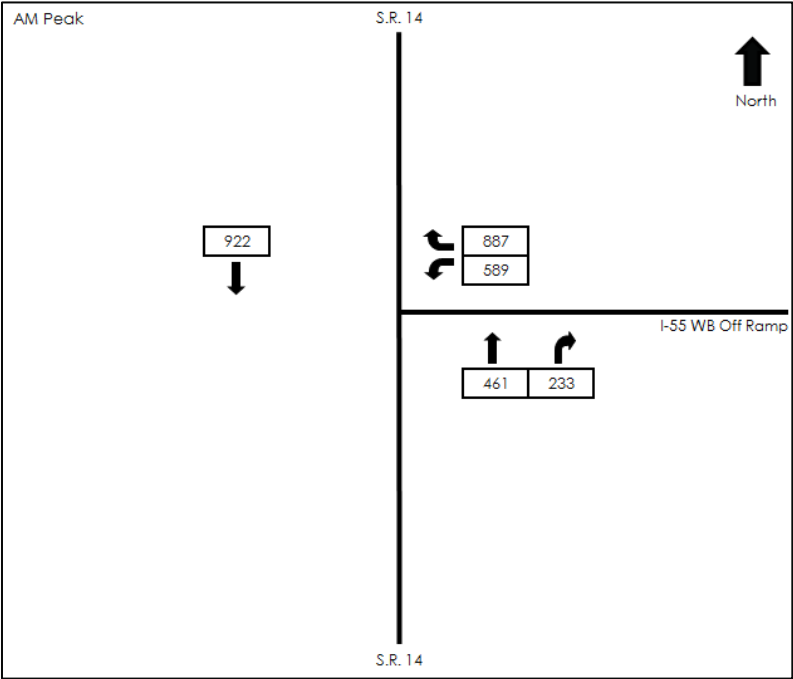 AM Peak
S.R. 14
North
922
887
589
I-55 WB Off Ramp
461 233
S.R. 14